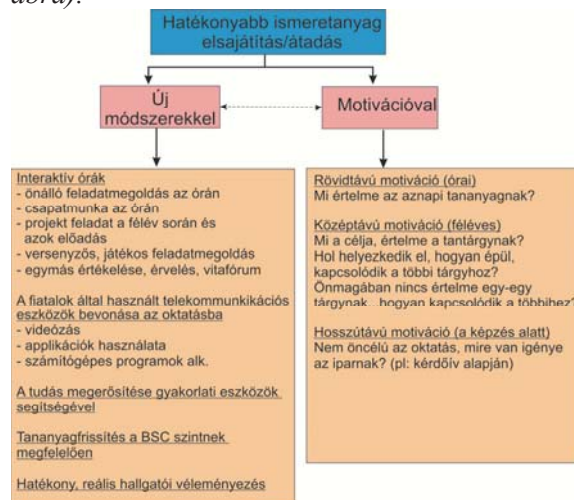 ábra).
Hatékonyabb ismeretanyag
elsajátítás/átadás
Új
módszerekkel
Motivációval
Interaktív órák
- önálló feladatmegoldás az órán
- csapatmunka az órán
- projekt feladat a félév során és
azok előadás
- versenyzős, játékos feladatmegoldás
- egymás értékelése, érvelés, vitafórum
A fiatalok által használt telekommunkikációs
eszközök bevonása az oktatásba
- videózás
- applikációk használata
- számítógépes programok alk.
A tudás megerősítése gyakorlati eszközök
segítségével
Tananyagfrissítés a BSC szintnek
megfelelően
Hatékony, reális hallgatói véleményezés
Rövidtávú motiváció (órai)
Mi értelme az aznapi tananyagnak?
Középtávú motiváció (féléves)
Mi a célja, értelme a tantárgynak?
Hol helyezkedik el, hogyan épül,
kapcsolódik a többi tárgyhoz?
Önmagában nincs értelme egy-egy
tárgynak, hogyan kapcsolódik a többihez?
Hosszútávú motiváció (a képzés alatt)
Nem öncélú az oktatás, mire van igénye
az iparnak? (pl: kérdőív alapján)